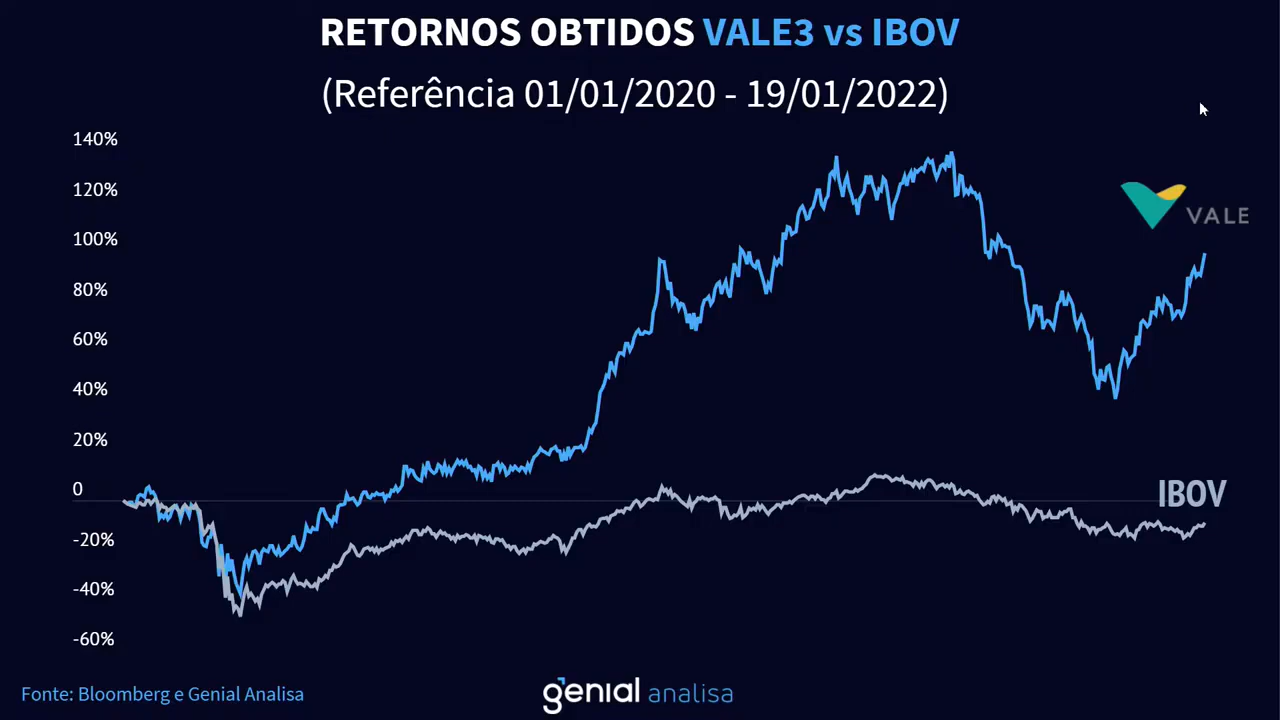 RETORNOS OBTIDOS VALE3 vs IBOV
(Referência 01/01/2020 - 19/01/2022)
140%
120%
100%
80%
60%
40%
20%
0
-20%
-40%
-60%
VALE
IBOV
Fonte: Bloomberg e Genial Analisa
genial analisa